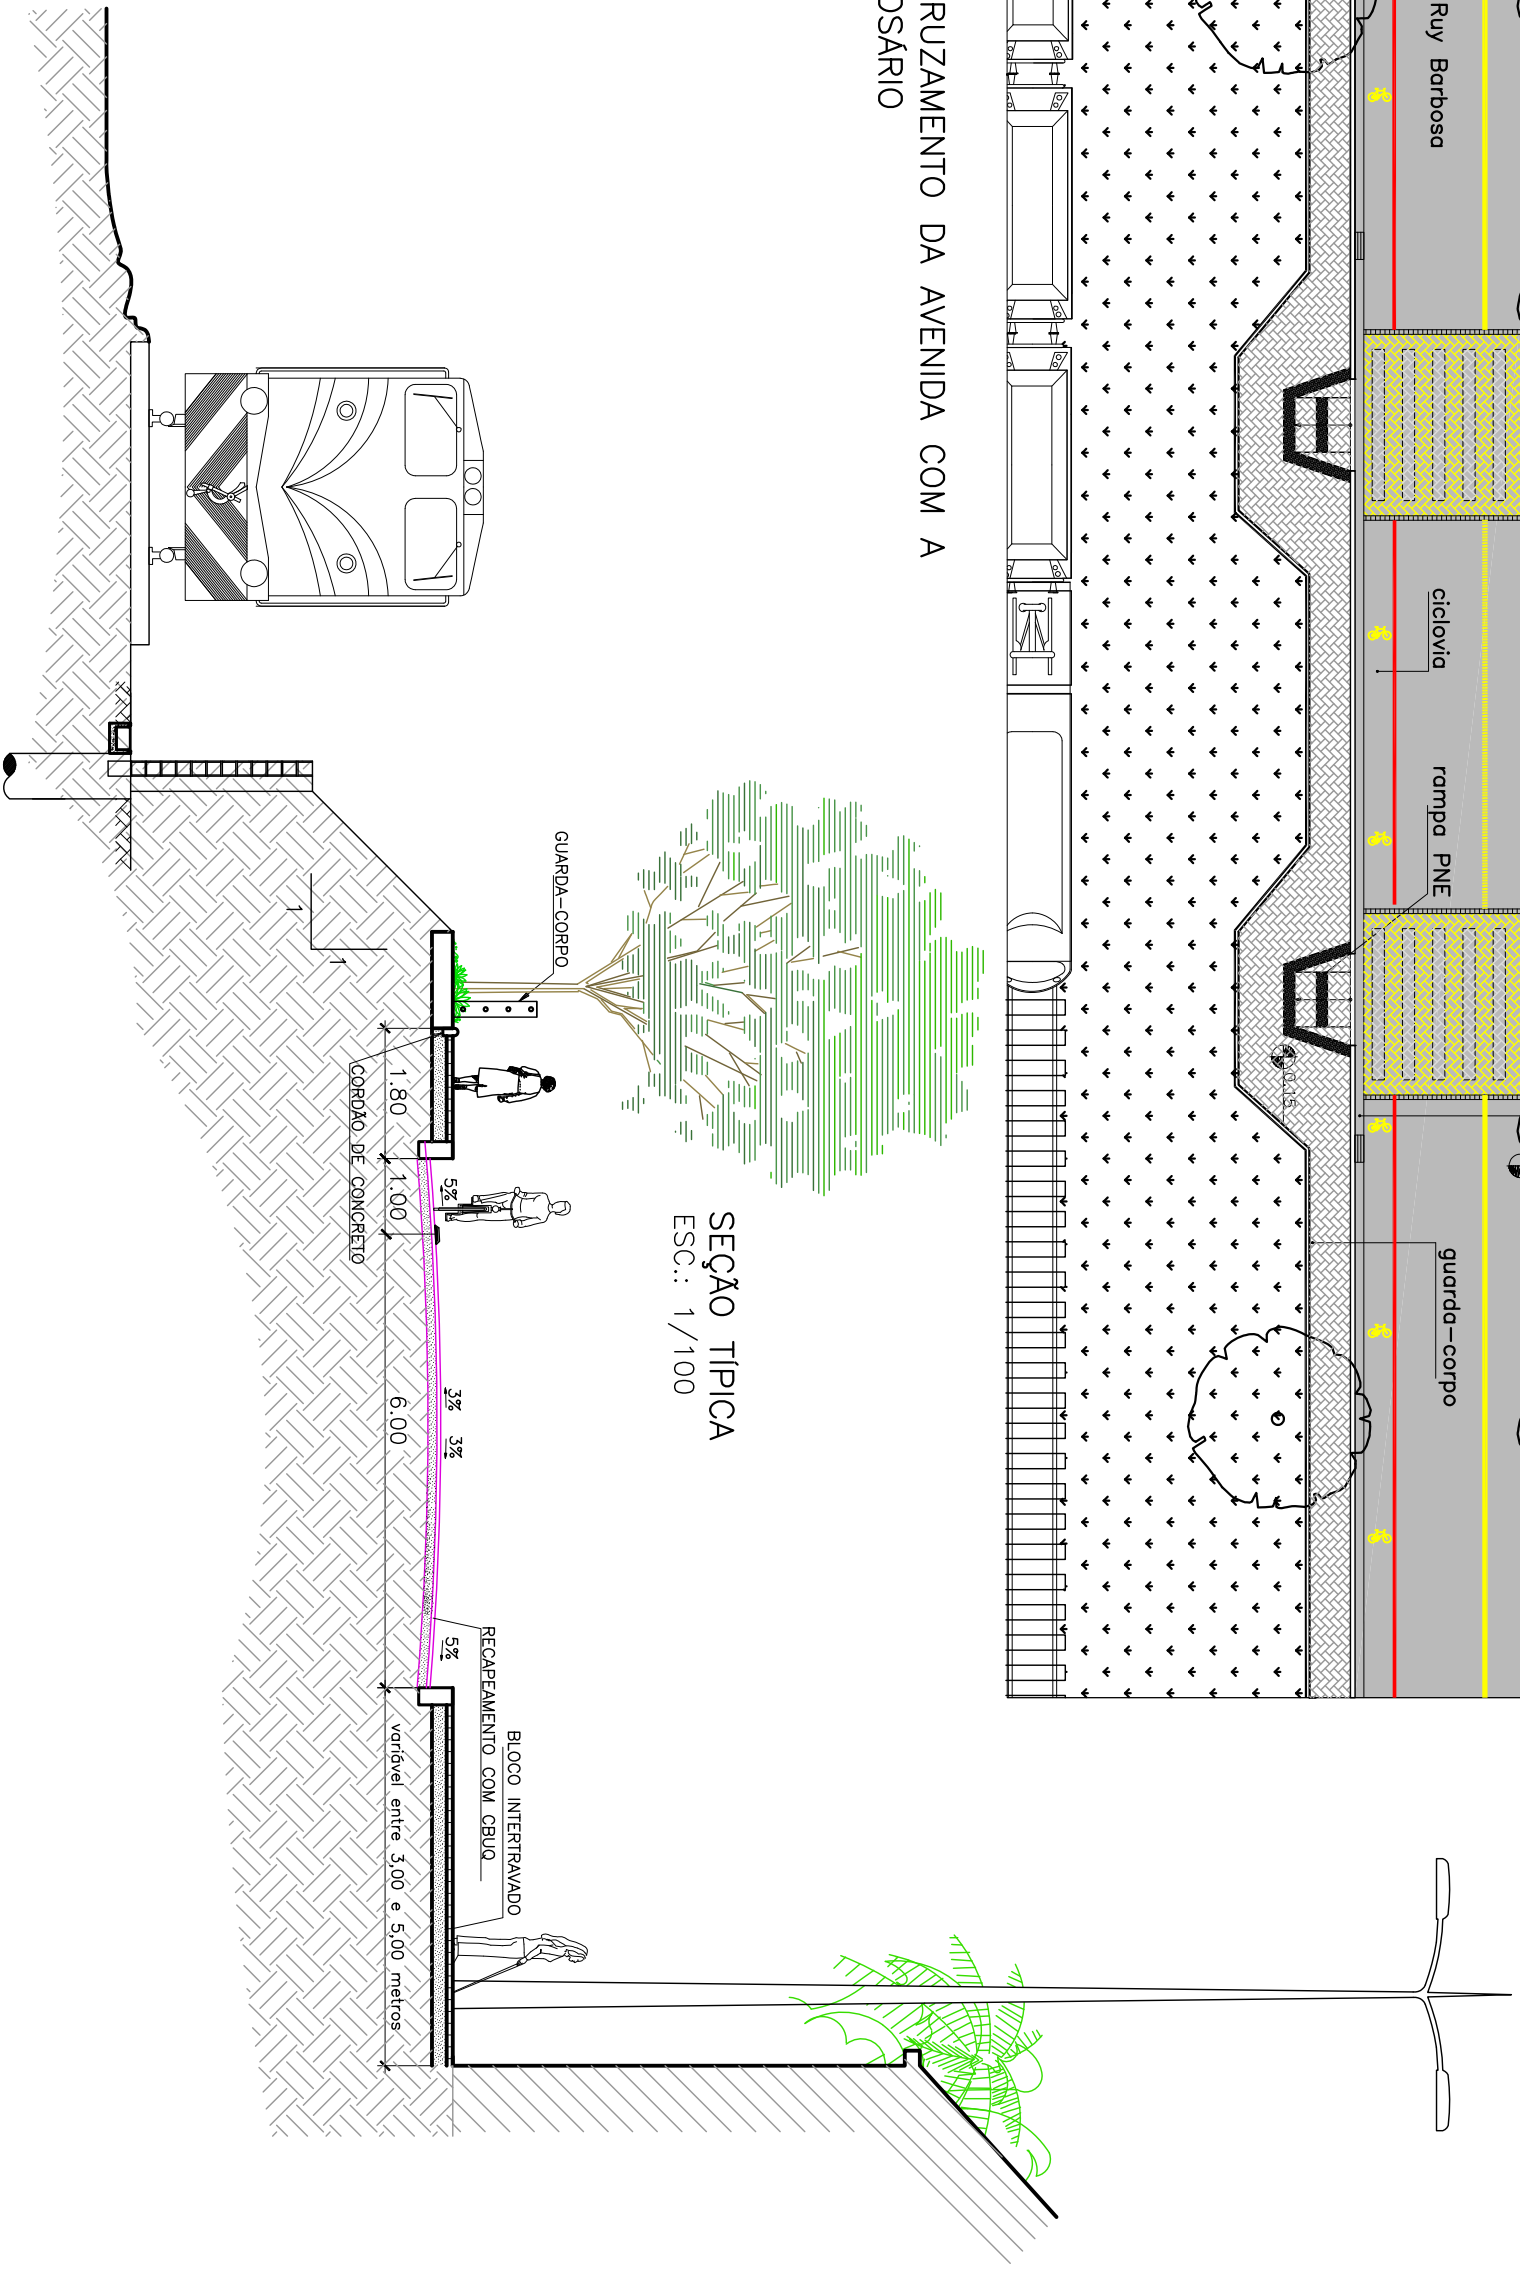 Ruy Barbosa
ciclovia
rampa PNE
guarda-corpo
0.15
RUZAMENTO DA AVENIDA COM A
OSÁRIO
SEÇÃO TÍPICA
ESC.: 1/100
GUARDA-CORPO
BLOCO INTERTRAVADO
RECAPEAMENTO COM CBUQ
5%
3%
3%
5%
1.80
1.00
6.00
variável entre 3,00 e 5,00 metros
CORDÃO DE CONCRETO
1
1